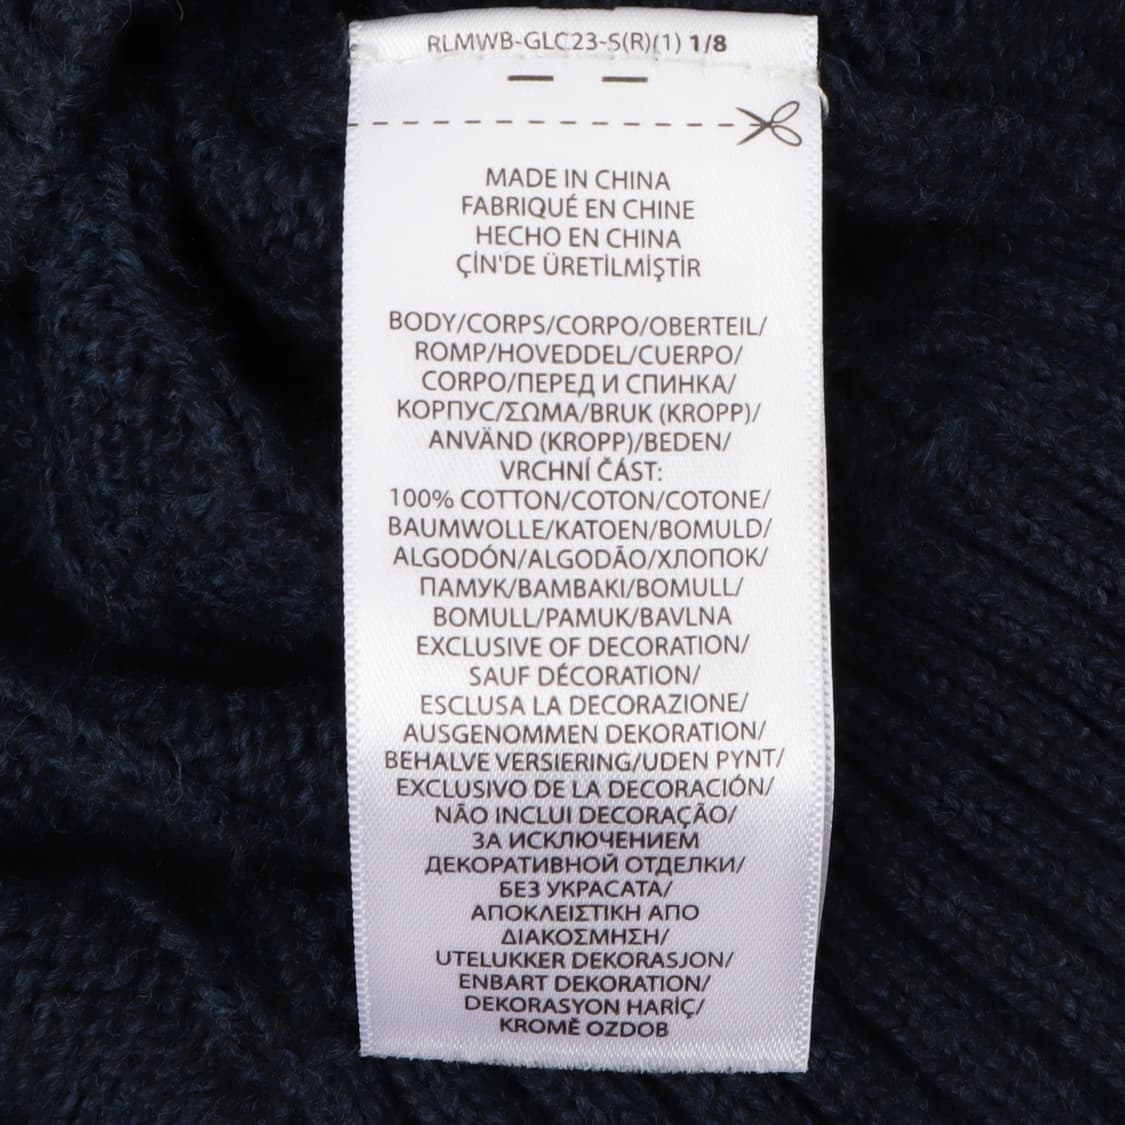 RLMWB-GLC23-S(R)(1) 1/8
MADE IN CHINA
FABRIQUÉ EN CHINE
HECHO EN CHINA
ÇİN'DE ÜRETİLMİŞTİR
BODY/CORPS/CORPO/OBERTEIL/
ROMP/HOVEDDEL/CUERPO/
CORPO/ПЕРЕД И СПИНКА/
КОРПУС/ΣΩΜΑ/BRUK (KROPP)/
ANVÄND (KROPP)/BEDEN/
VRCHNÍ ČÁST:
100% COTTON/COTON/COTONE/
BAUMWOLLE/KATOEN/BOMULD/
ALGODÓN/ALGODÃO/ХЛОПОК/
ПАМУК/ΒΑΜΒΑΚΙ/BOMULL/
BOMULL/PAMUK/BAVLNA
EXCLUSIVE OF DECORATION/
SAUF DÉCORATION/
ESCLUSA LA DECORAZIONE/
AUSGENOMMEN DEKORATION/
BEHALVE VERSIERING/UDEN PYNT/
EXCLUSIVO DE LA DECORACIÓN/
NÃO INCLUI DECORAÇÃO/
ЗА ИСКЛЮЧЕНИЕМ
ДЕКОРАТИВНОЙ ОТДЕЛКИ/
БЕЗ УКРАСАТА/
ΑΠΟΚΛΕΙΣΤΙΚΗ ΑΠΟ
ΔΙΑΚΟΣΜΗΣΗ/
UTELUKKER DEKORASJON/
ENBART DEKORATION/
DEKORASYON HARİÇ/
KROMĚ OZDOB